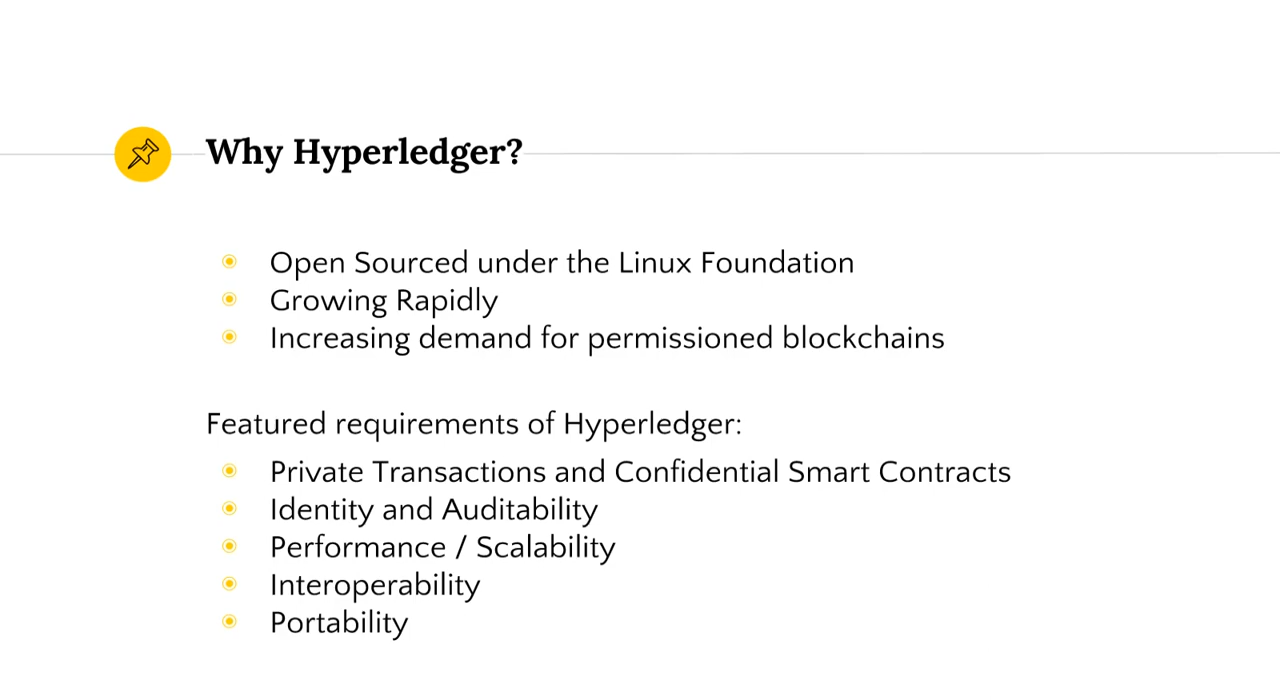 Why Hyperledger?
Open Sourced under the Linux Foundation
Growing Rapidly
Increasing demand for permissioned blockchains
Featured requirements of Hyperledger:
Private Transactions and Confidential Smart Contracts
Identity and Auditability
Performance / Scalability
Interoperability
Portability